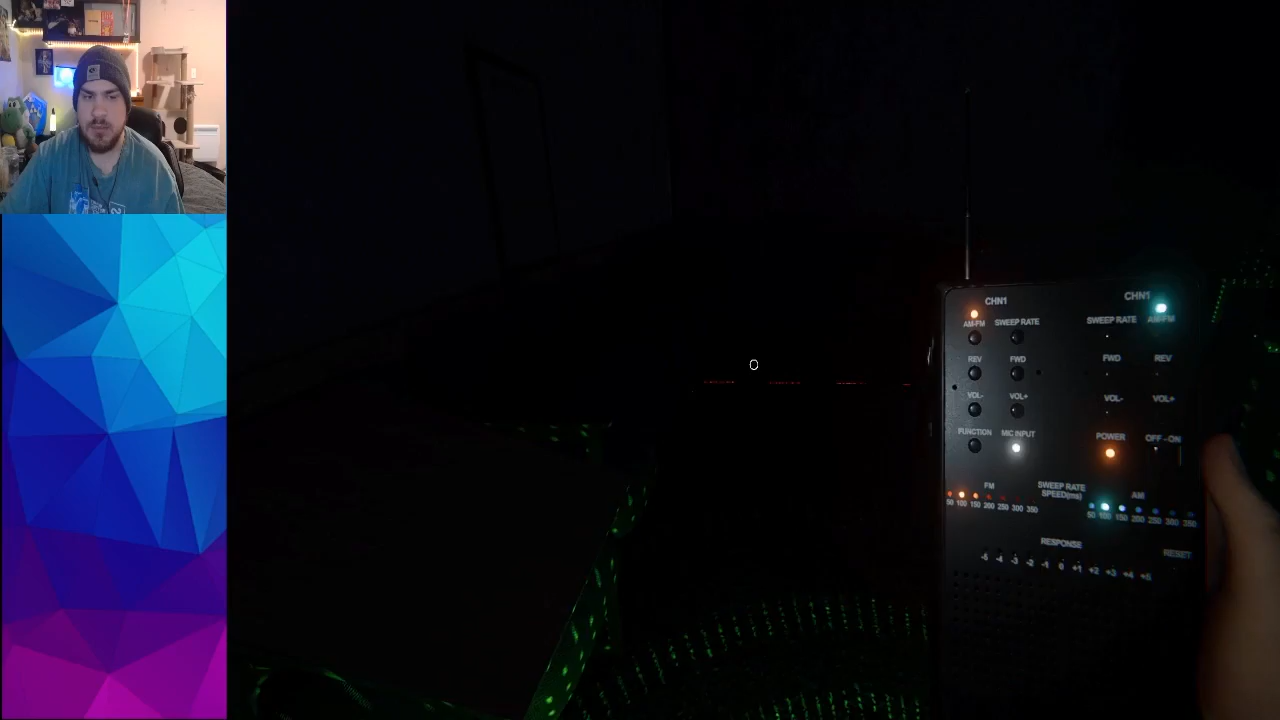 CHN1 CHN1
AM-FM SWEEP RATE SWEEP RATE AM-FM
REV FWD FWD REV
VOL- VOL+ VOL- VOL+
FUNCTION MIC INPUT POWER OFF - ON
FM SWEEP RATE SPEED(ms) AM
50 100 150 200 250 300 350 50 100 150 200 250 300 350
RESPONSE
-5 -4 -3 -2 -1 0 +1 +2 +3 +4 +5
RESET